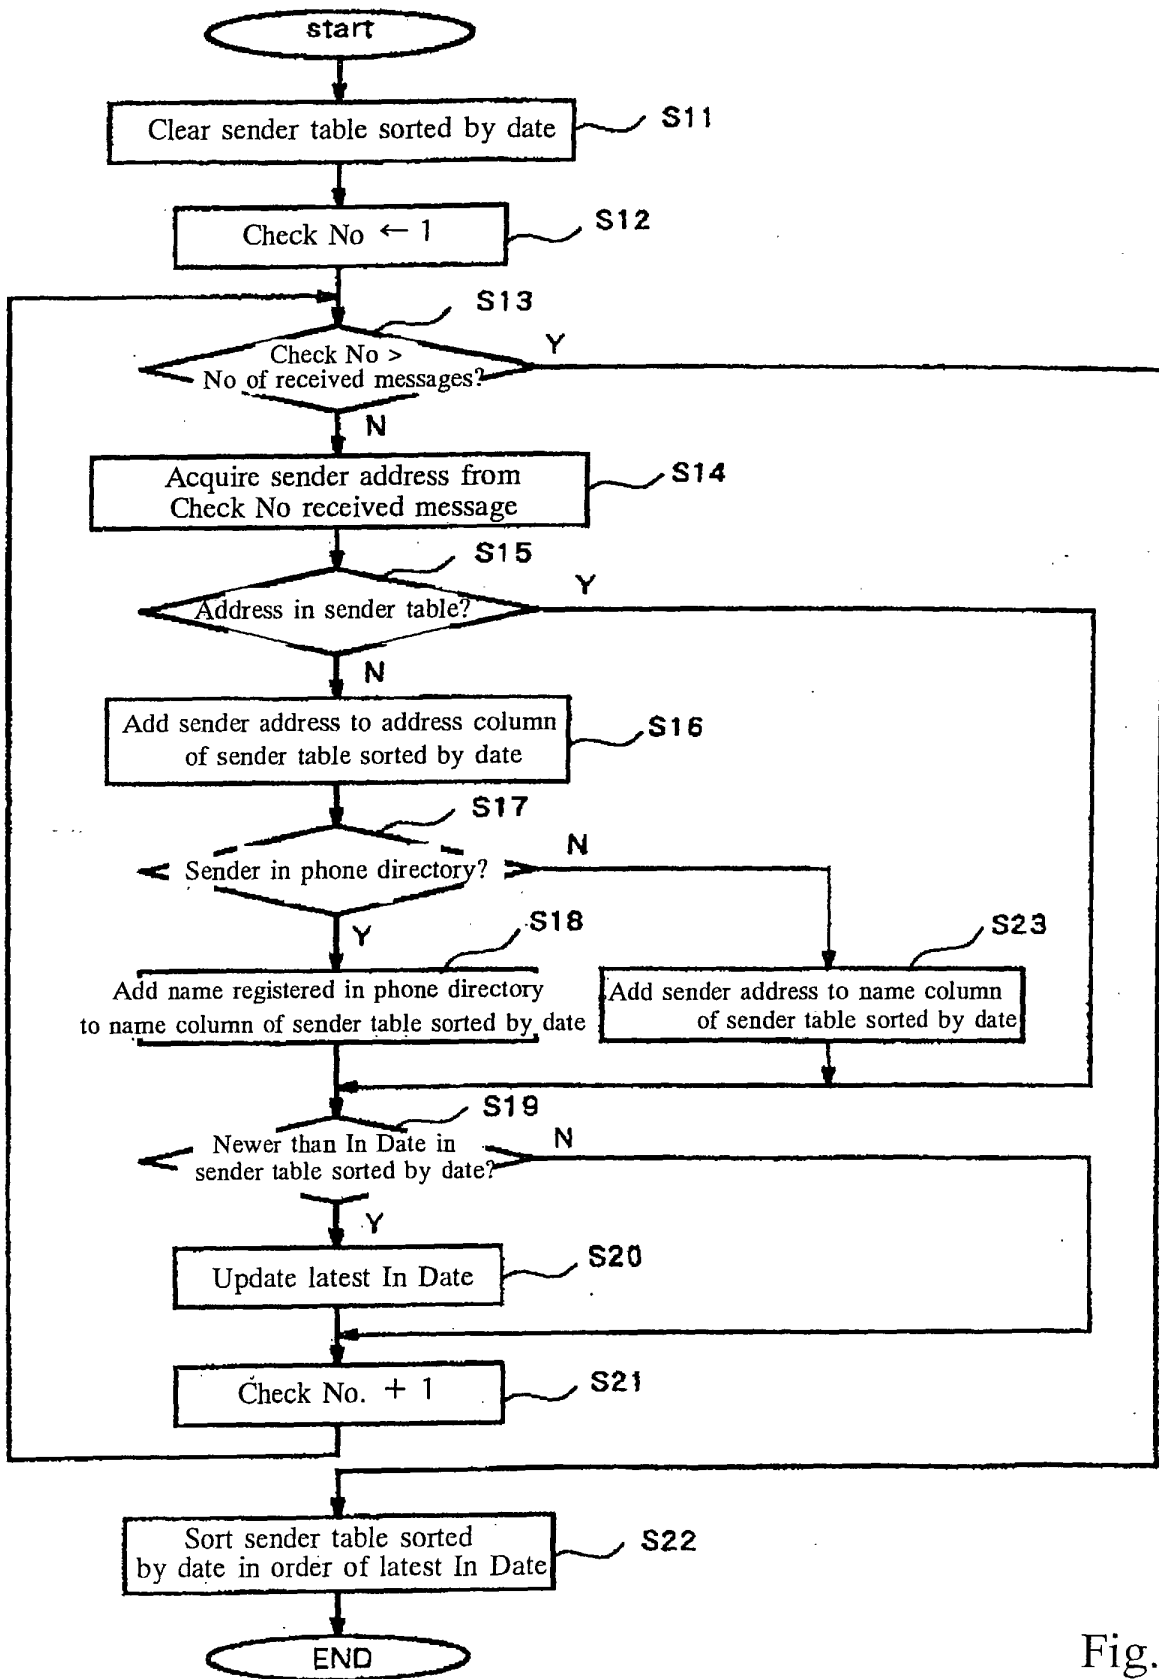 start
Clear sender table sorted by date
S11
Check No ← 1
S12
S13
Check No >
No of received messages?
Y
N
Acquire sender address from
Check No received message
S14
S15
Address in sender table?
Y
N
Add sender address to address column
of sender table sorted by date
S16
S17
Sender in phone directory?
N
Y
S18
Add name registered in phone directory
to name column of sender table sorted by date
S23
Add sender address to name column
of sender table sorted by date
S19
Newer than In Date in
sender table sorted by date?
N
Y
Update latest In Date
S20
Check No. + 1
S21
Sort sender table sorted
by date in order of latest In Date
S22
END
Fig.